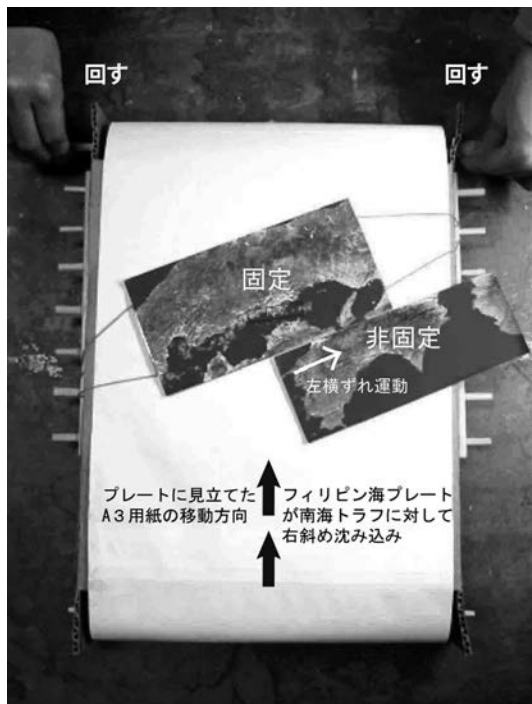 回す
回す
固定
非固定
左横ずれ運動
プレートに見立てた
A3用紙の移動方向
フィリピン海プレート
が南海トラフに対して
右斜め沈み込み